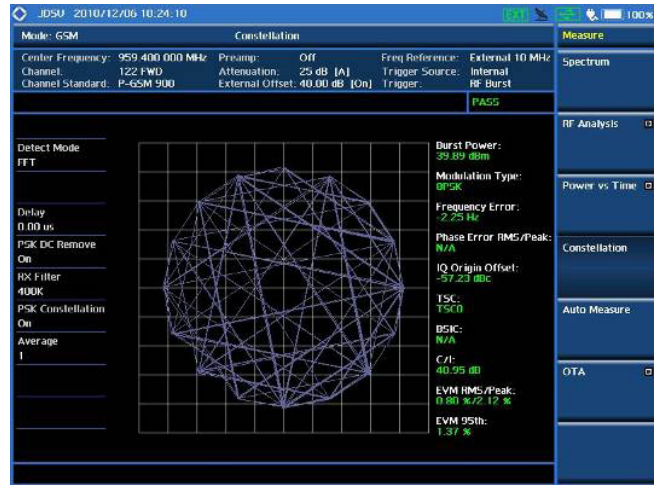 JDSU 2010/12/06 10:24:10
EXT
100%
Mode: GSM
Constellation
Measure
Center Frequency: 959.400 000 MHz
Channel: 122 FWD
Channel Standard: P-GSM 900
Preamp: Off
Attenuation: 25 dB [A]
External Offset: 40.00 dB [On]
Freq Reference: External 10 MHz
Trigger Source: Internal
Trigger: RF Burst
PASS
Detect Mode
FFT
Delay
0.00 us
PSK DC Remove
On
RX Filter
400K
PSK Constellation
On
Average
1
Burst Power:
39.89 dBm
Modulation Type:
8PSK
Frequency Error:
-2.25 Hz
Phase Error RMS/Peak:
N/A
IQ Origin Offset:
-57.23 dBc
TSC:
TSC0
BSIC:
N/A
C/I:
40.95 dB
EVM RMS/Peak:
0.80 %/2.12 %
EVM 95th:
1.37 %
Spectrum
RF Analysis
Power vs Time
Constellation
Auto Measure
OTA